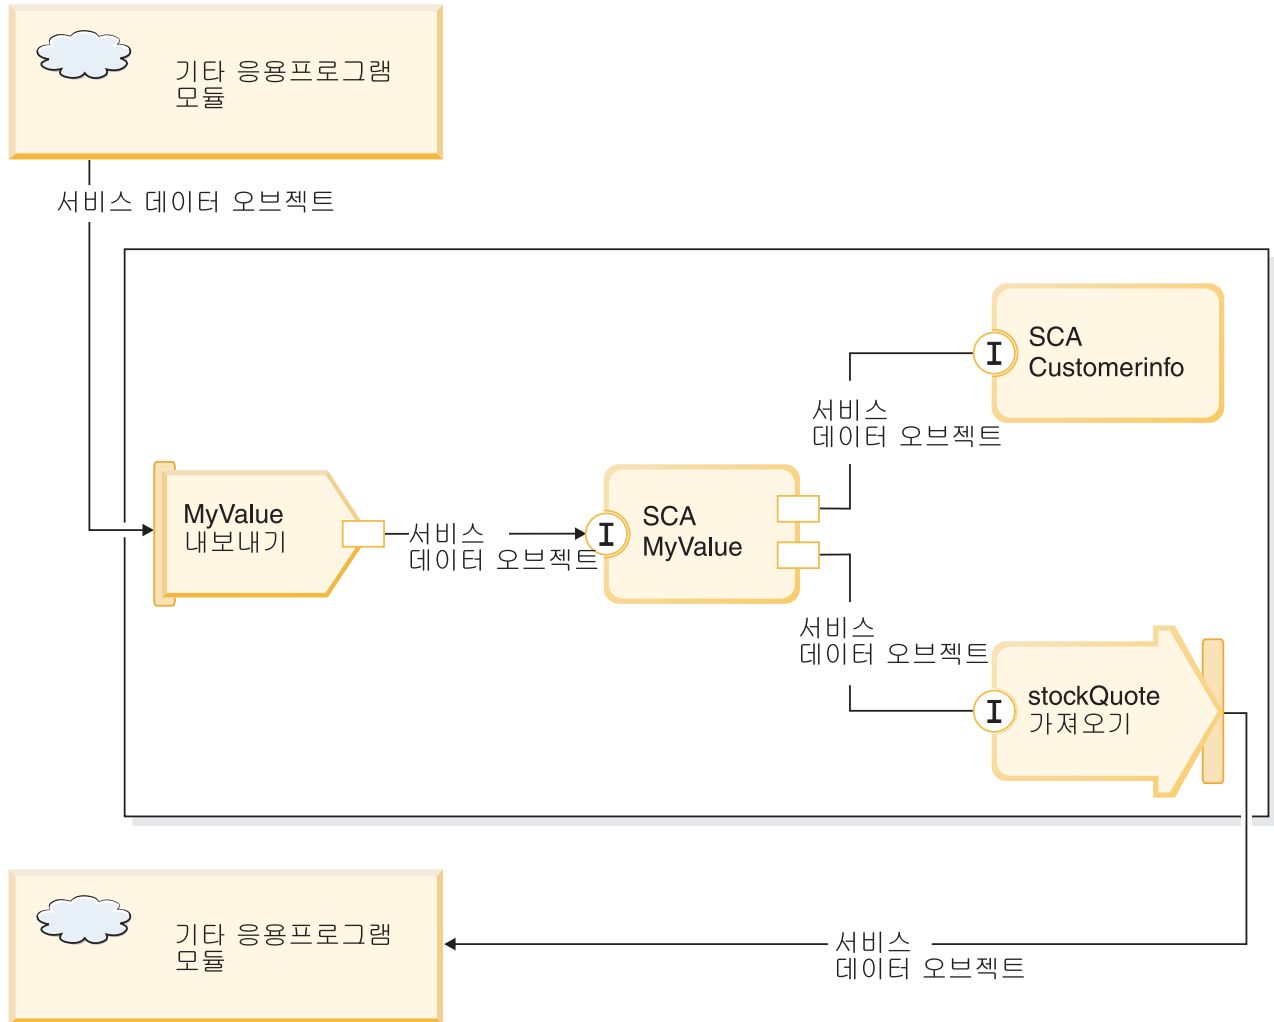 기타 응용프로그램
모듈
서비스 데이터 오브젝트
SCA
Customerinfo
서비스
데이터 오브젝트
MyValue
내보내기
서비스
데이터 오브젝트
SCA
MyValue
서비스
데이터 오브젝트
stockQuote
가져오기
기타 응용프로그램
모듈
서비스
데이터 오브젝트